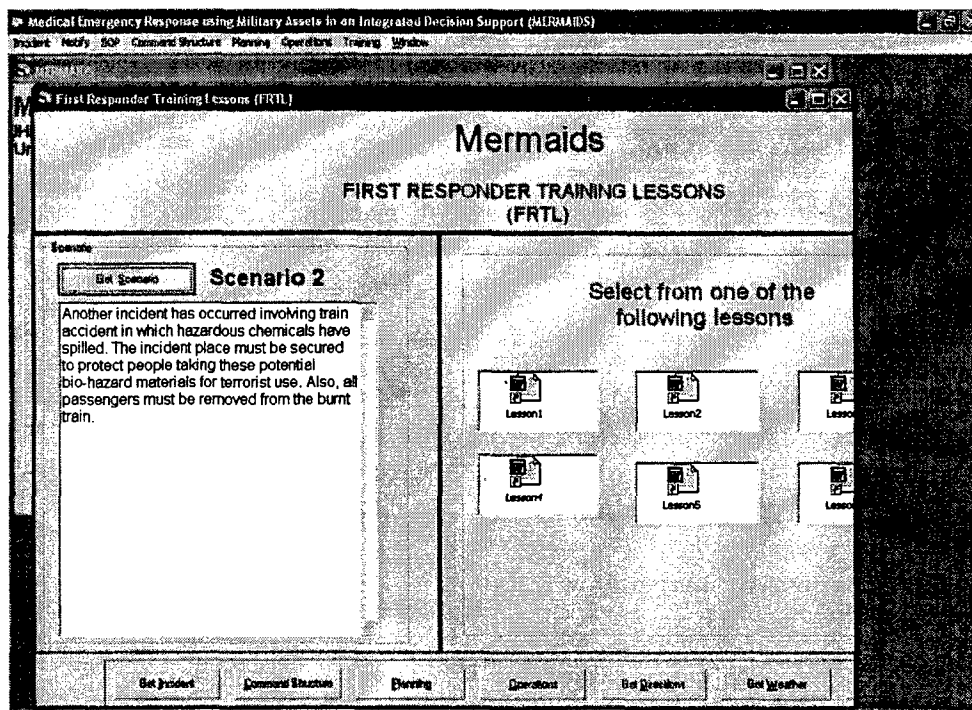 Medical Emergency Response using Military Assets in an Integrated Decision Support (MERMAIDS)
Incident Notify SOP Command Structure Planning Operations Training Window
First Responder Training Lessons (FRTL)
Mermaids
FIRST RESPONDER TRAINING LESSONS
(FRTL)
Scenario
Get Scenario
Scenario 2
Another incident has occurred involving train
accident in which hazardous chemicals have
spilled. The incident place must be secured
to protect people taking these potential
bio-hazard materials for terrorist use. Also, all
passengers must be removed from the burnt
train.
Select from one of the
following lessons
Lesson1
Lesson2
Lesson4
Lesson5
Get Incident
Command Structure
Planning
Operations
Get Directions
Get Weather